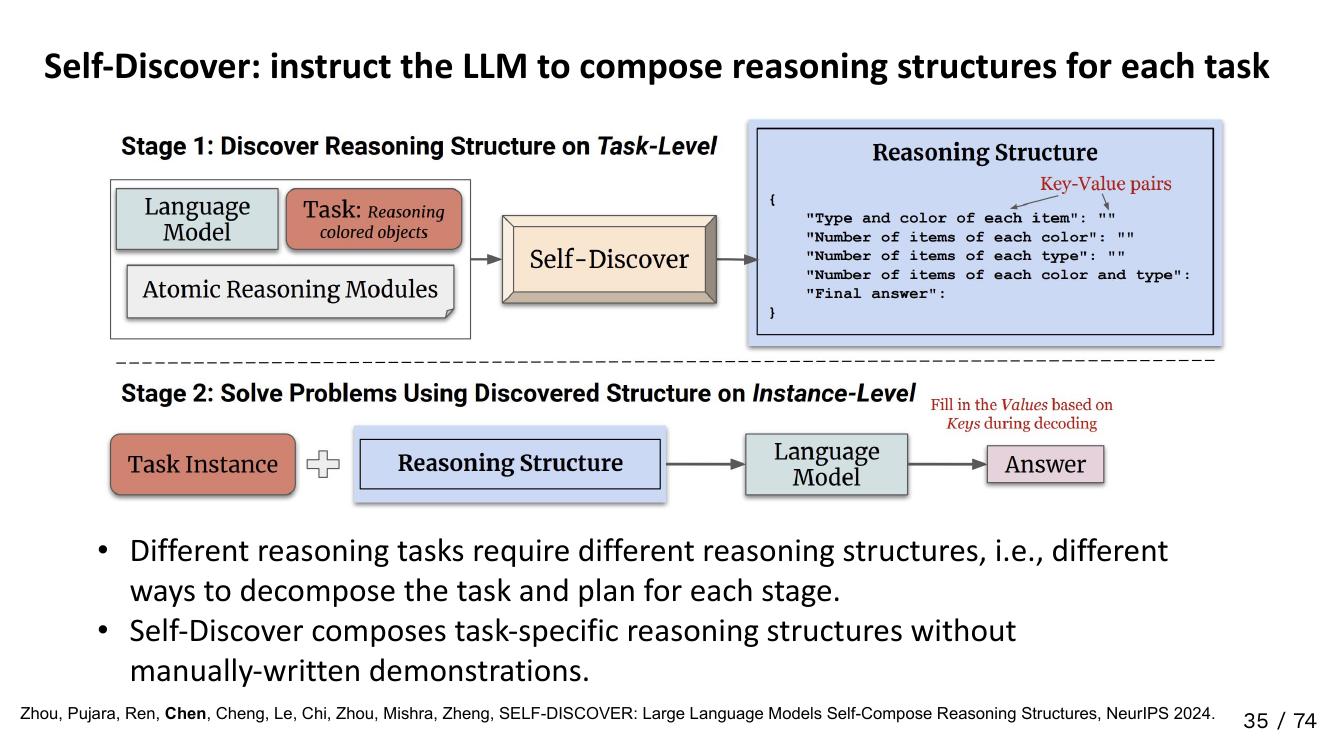 Self-Discover: instruct the LLM to compose reasoning structures for each task
Stage 1: Discover Reasoning Structure on Task-Level
Language
Model
Task: Reasoning
colored objects
Atomic Reasoning Modules
Self-Discover
Reasoning Structure
Key-Value pairs
{
"Type and color of each item": ""
"Number of items of each color": ""
"Number of items of each type": ""
"Number of items of each color and type":
"Final answer":
}
Stage 2: Solve Problems Using Discovered Structure on Instance-Level
Task Instance
Reasoning Structure
Language
Model
Fill in the Values based on
Keys during decoding
Answer
• Different reasoning tasks require different reasoning structures, i.e., different
ways to decompose the task and plan for each stage.
• Self-Discover composes task-specific reasoning structures without
manually-written demonstrations.
Zhou, Pujara, Ren, Chen, Cheng, Le, Chi, Zhou, Mishra, Zheng, SELF-DISCOVER: Large Language Models Self-Compose Reasoning Structures, NeurIPS 2024.
35 / 74